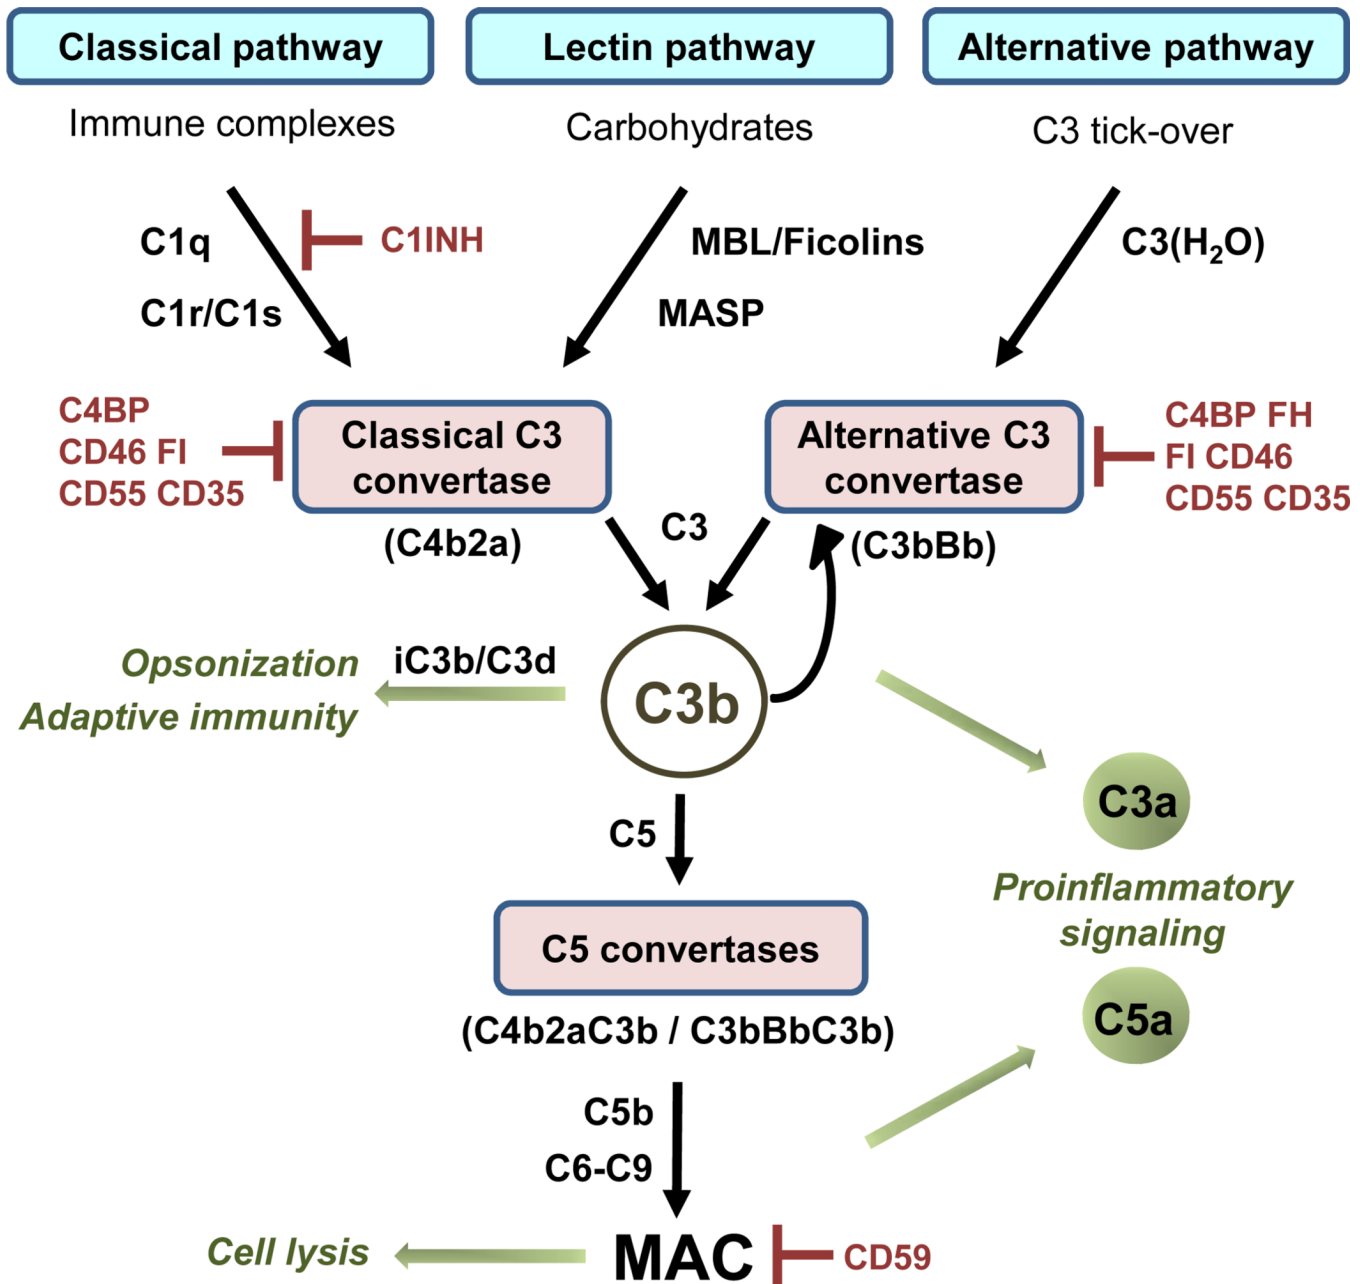 Classical pathway
Lectin pathway
Alternative pathway
Immune complexes
Carbohydrates
C3 tick-over
C1q
C1INH
MBL/Ficolins
C3(H₂O)
C1r/C1s
MASP
C4BP
CD46 FI
CD55 CD35
Classical C3
convertase
(C4b2a)
Alternative C3
convertase
(C3bBb)
C4BP FH
FI CD46
CD55 CD35
C3
Opsonization
Adaptive immunity
iC3b/C3d
C3b
C3a
C5
Proinflammatory
signaling
C5 convertases
(C4b2aC3b / C3bBbC3b)
C5a
C5b
C6-C9
Cell lysis
MAC
CD59